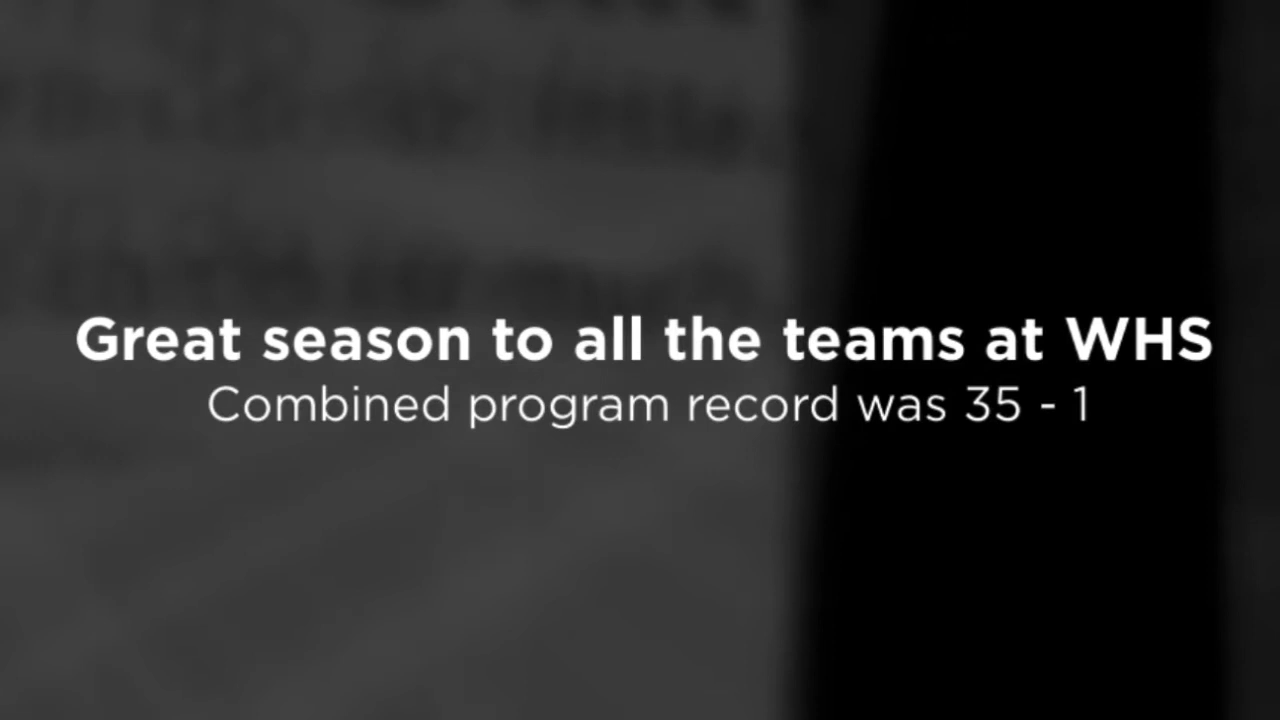 Great season to all the teams at WHS
Combined program record was 35 - 1